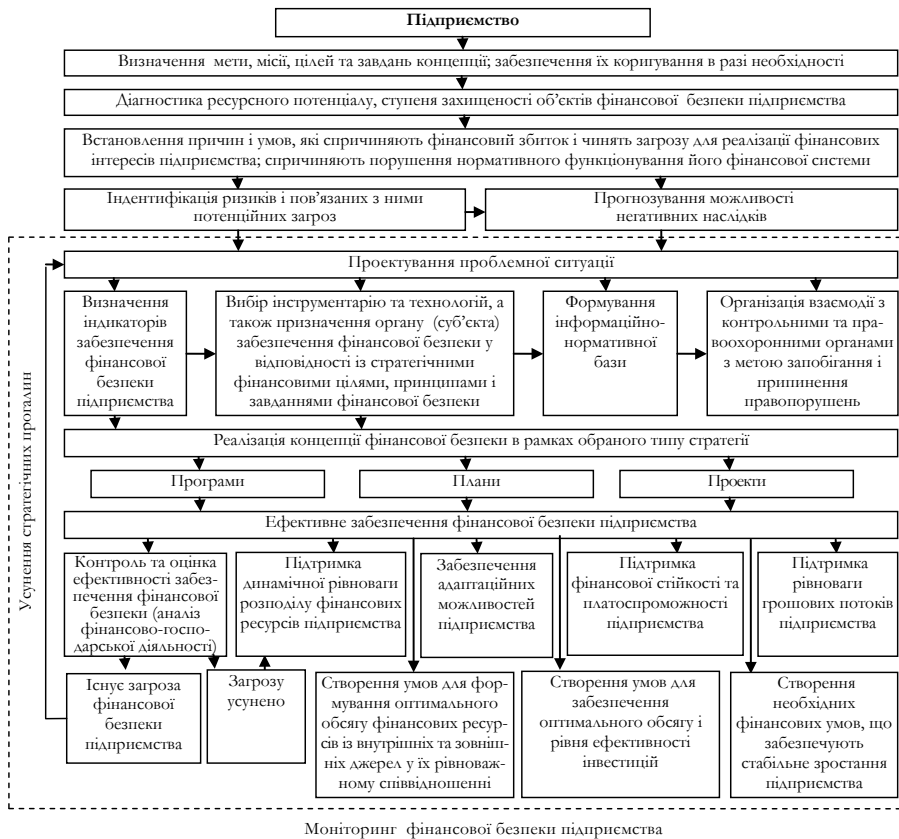 Підприємство
Визначення мети, місії, цілей та завдань концепції; забезпечення їх коригування в разі необхідності
Діагностика ресурсного потенціалу, ступеня захищеності об’єктів фінансової безпеки підприємства
Встановлення причин і умов, які спричиняють фінансовий збиток і чинять загрозу для реалізації фінансових
інтересів підприємства; спричиняють порушення нормативного функціонування його фінансової системи
Індентифікація ризиків і пов’язаних з ними
потенційних загроз
Прогнозування можливості
негативних наслідків
Проектування проблемної ситуації
Визначення
індикаторів
забезпечення
фінансової
безпеки
підприємства
Вибір інструментарію та технологій, а
також призначення органу (суб’єкта)
забезпечення фінансової безпеки у
відповідності із стратегічними
фінансовими цілями, принципами і
завданнями фінансової безпеки
Формування
інформаційно-
нормативної
бази
Організація взаємодії з
контрольними та пра-
воохоронними органами
з метою запобігання і
припинення
правопорушень
Реалізація концепції фінансової безпеки в рамках обраного типу стратегії
Програми
Плани
Проекти
Ефективне забезпечення фінансової безпеки підприємства
Контроль та оцінка
ефективності забез-
печення фінансової
безпеки (аналіз
фінансово-госпо-
дарської діяльності)
Підтримка
динамічної рівноваги
розподілу фінансових
ресурсів підприємства
Забезпечення
адаптаційних
можливостей
підприємства
Підтримка
фінансової стійкості та
платоспроможності
підприємства
Підтримка
рівноваги
грошових потоків
підприємства
Існує загроза
фінансової
безпеки
підприємства
Загрозу
усунено
Створення умов для фор-
мування оптимального
обсягу фінансових ресур-
сів із внутрішніх та зовніш-
ніх джерел у їх рівноваж-
ному співвідношенні
Створення умов для
забезпечення
оптимального обсягу і
рівня ефективності
інвестицій
Створення
необхідних
фінансових умов, що
забезпечують
стабільне зростання
підприємства
Усунення стратегічних прогалин
Моніторинг фінансової безпеки підприємства